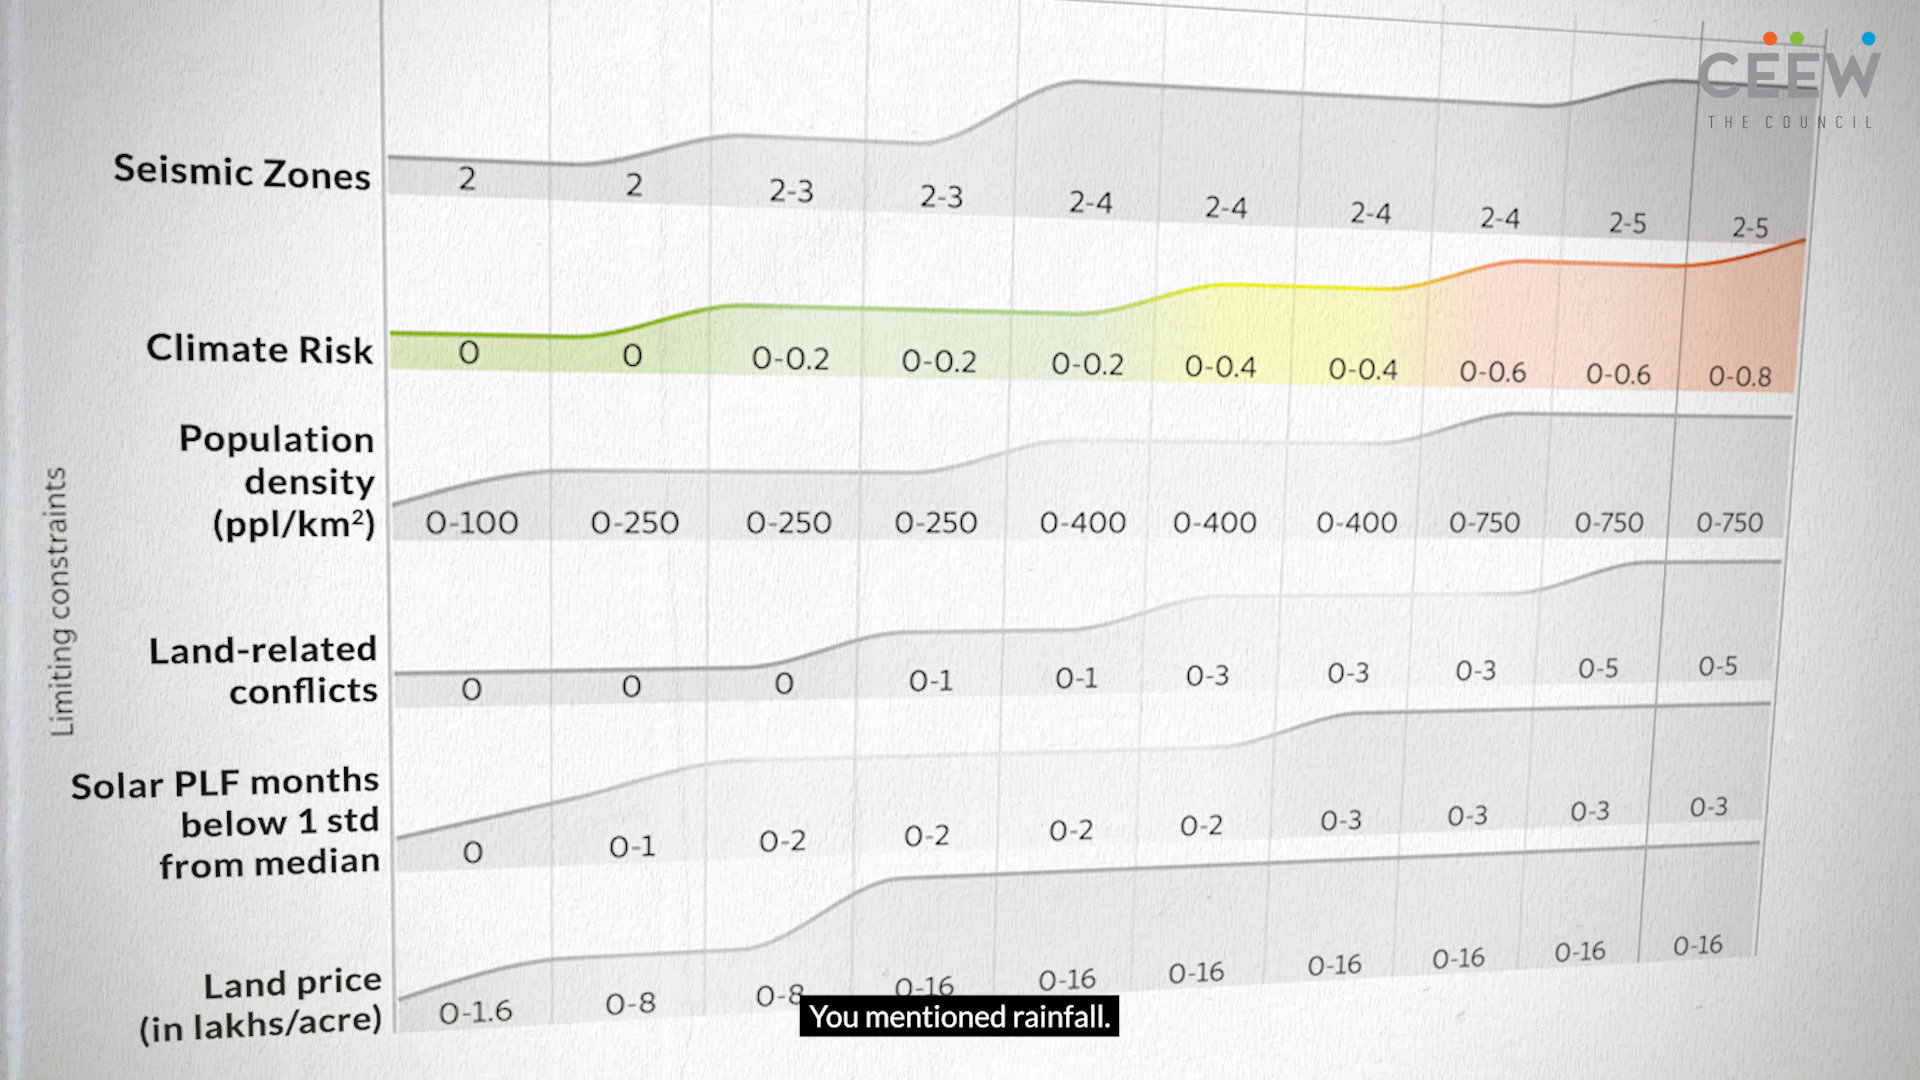 CEEW
THE COUNCIL
Limiting constraints
Seismic Zones
2 2 2-3 2-3 2-4 2-4 2-4 2-4 2-5 2-5
Climate Risk
0 0 0-0.2 0-0.2 0-0.2 0-0.4 0-0.4 0-0.6 0-0.6 0-0.8
Population
density
(ppl/km²)
0-100 0-250 0-250 0-250 0-400 0-400 0-400 0-750 0-750 0-750
Land-related
conflicts
0 0 0 0-1 0-1 0-3 0-3 0-3 0-5 0-5
Solar PLF months
below 1 std
from median
0 0-1 0-2 0-2 0-2 0-2 0-3 0-3 0-3 0-3
Land price
(in lakhs/acre)
0-1.6 0-8 0-8 0-16 0-16 0-16 0-16 0-16 0-16 0-16
You mentioned rainfall.